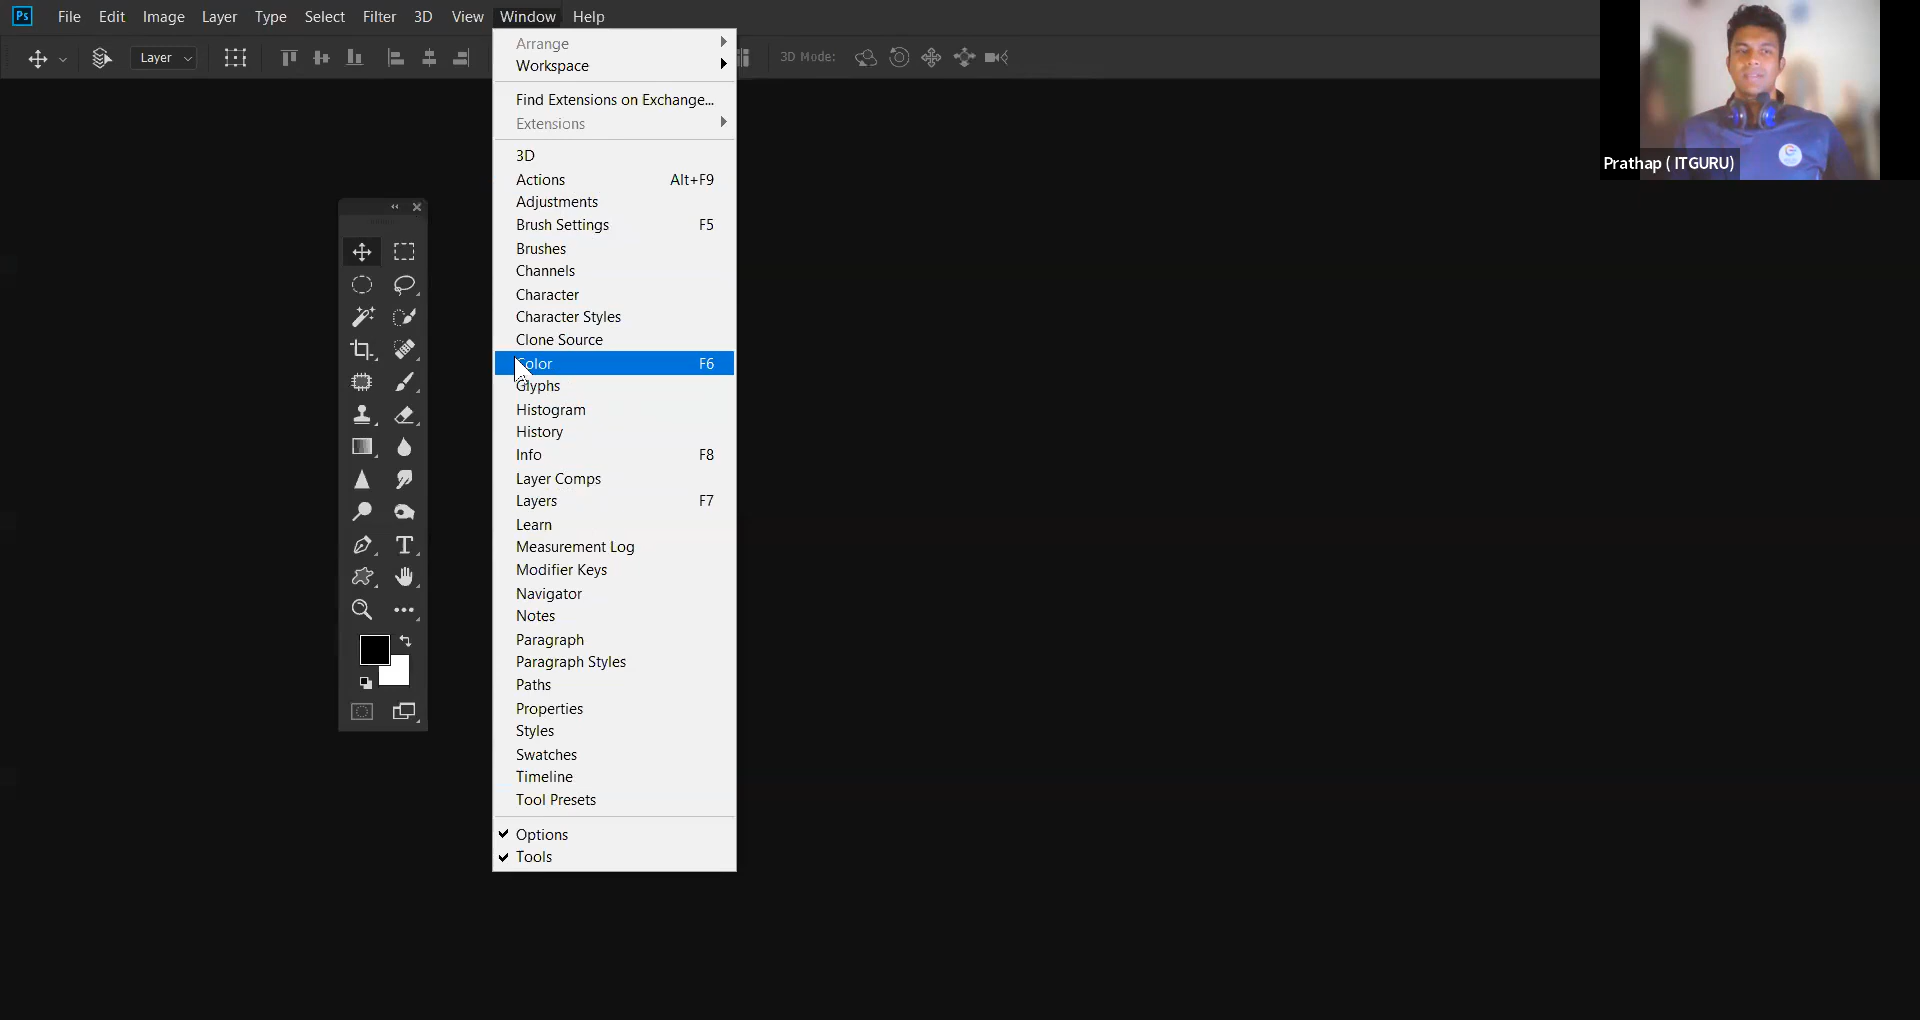 Ps File Edit Image Layer Type Select Filter 3D View Window Help
Layer
3D Mode:
Arrange
Workspace
Find Extensions on Exchange...
Extensions
3D
Actions Alt+F9
Adjustments
Brush Settings F5
Brushes
Channels
Character
Character Styles
Clone Source
Color F6
Glyphs
Histogram
History
Info F8
Layer Comps
Layers F7
Learn
Measurement Log
Modifier Keys
Navigator
Notes
Paragraph
Paragraph Styles
Paths
Properties
Styles
Swatches
Timeline
Tool Presets
Options
Tools
Prathap ( ITGURU)